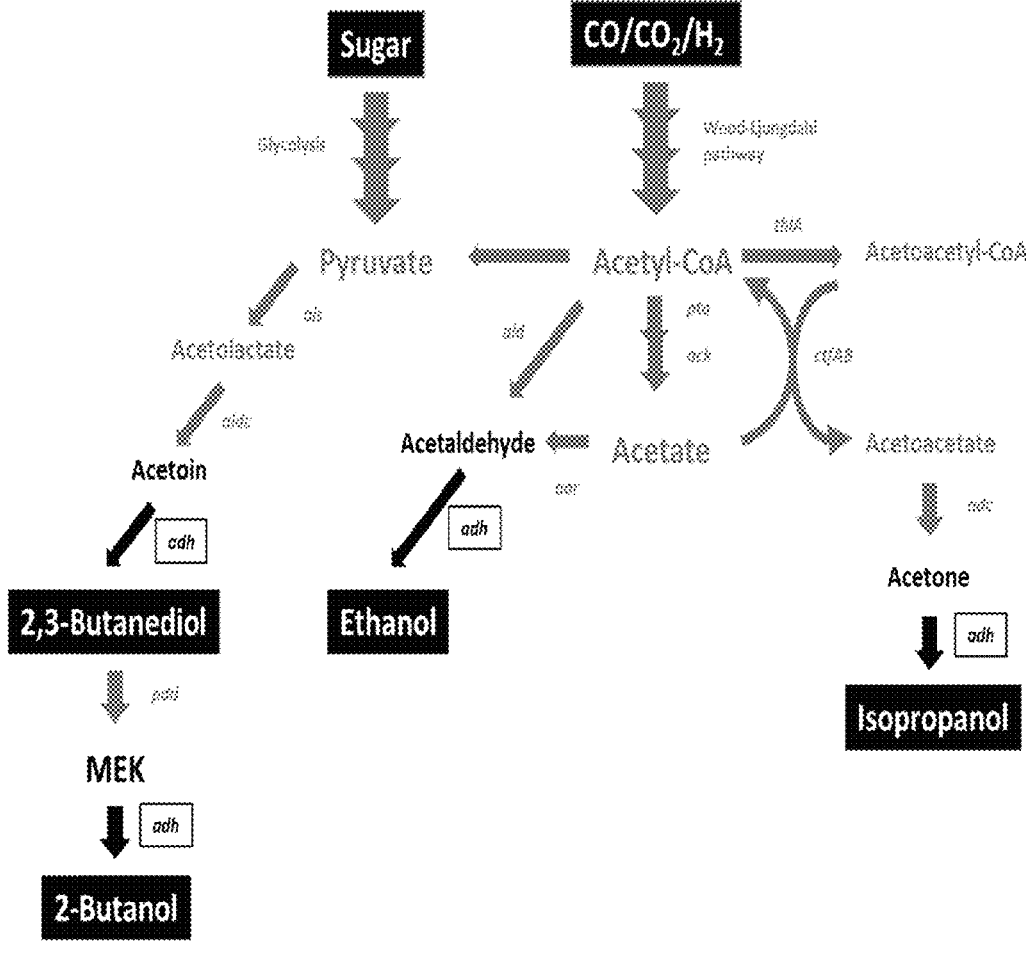 Sugar
CO/CO₂/H₂
Glycolysis
Wood-Ljungdahl
pathway
Pyruvate
Acetyl-CoA
thlA
Acetoacetyl-CoA
als
ald
pta
Acetolactate
ack
ctfAB
aldc
Acetaldehyde
Acetate
Acetoacetate
Acetoin
aor
adc
adh
adh
Acetone
2,3-Butanediol
Ethanol
adh
Isopropanol
MEK
adh
2-Butanol